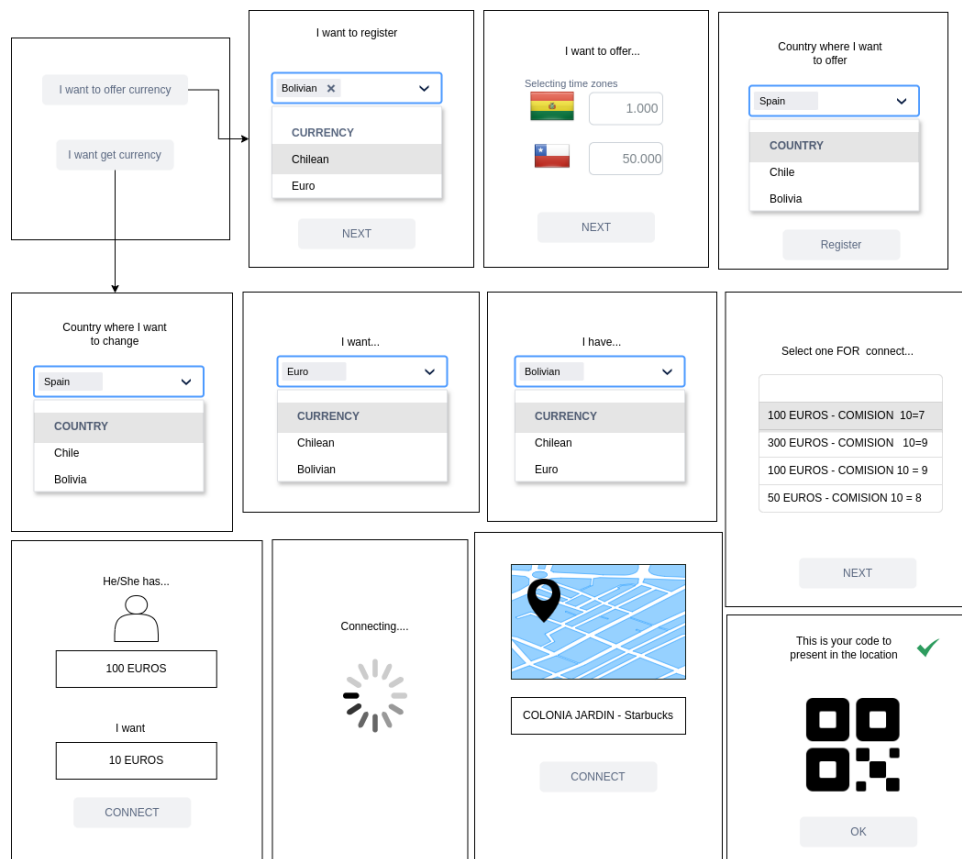 I want to offer currency
I want get currency
I want to register
Bolivian ✕
CURRENCY
Chilean
Euro
NEXT
I want to offer...
Selecting time zones
1.000
50.000
NEXT
Country where I want
to offer
Spain
COUNTRY
Chile
Bolivia
Register
Country where I want
to change
Spain
COUNTRY
Chile
Bolivia
I want...
Euro
CURRENCY
Chilean
Bolivian
I have...
Bolivian
CURRENCY
Chilean
Euro
Select one FOR connect...
100 EUROS - COMISION 10=7
300 EUROS - COMISION 10=9
100 EUROS - COMISION 10 = 9
50 EUROS - COMISION 10 = 8
NEXT
He/She has...
100 EUROS
I want
10 EUROS
CONNECT
Connecting....
COLONIA JARDIN - Starbucks
CONNECT
This is your code to
present in the location
OK